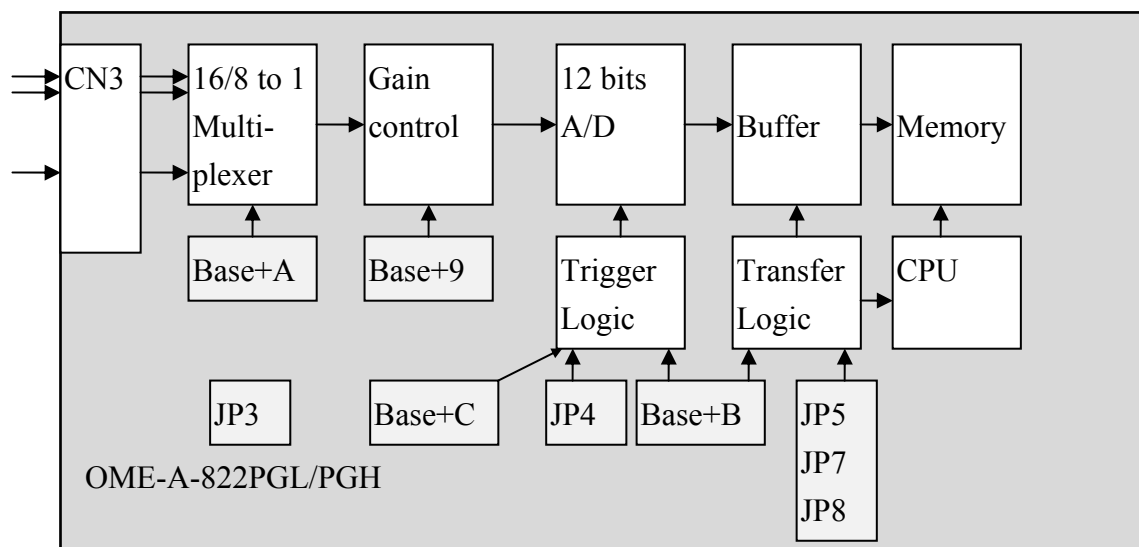 CN3
16/8 to 1
Multi-
plexer
Gain
control
12 bits
A/D
Buffer
Memory
Base+A
Base+9
Trigger
Logic
Transfer
Logic
CPU
JP3
Base+C
JP4
Base+B
JP5
JP7
JP8
OME-A-822PGL/PGH